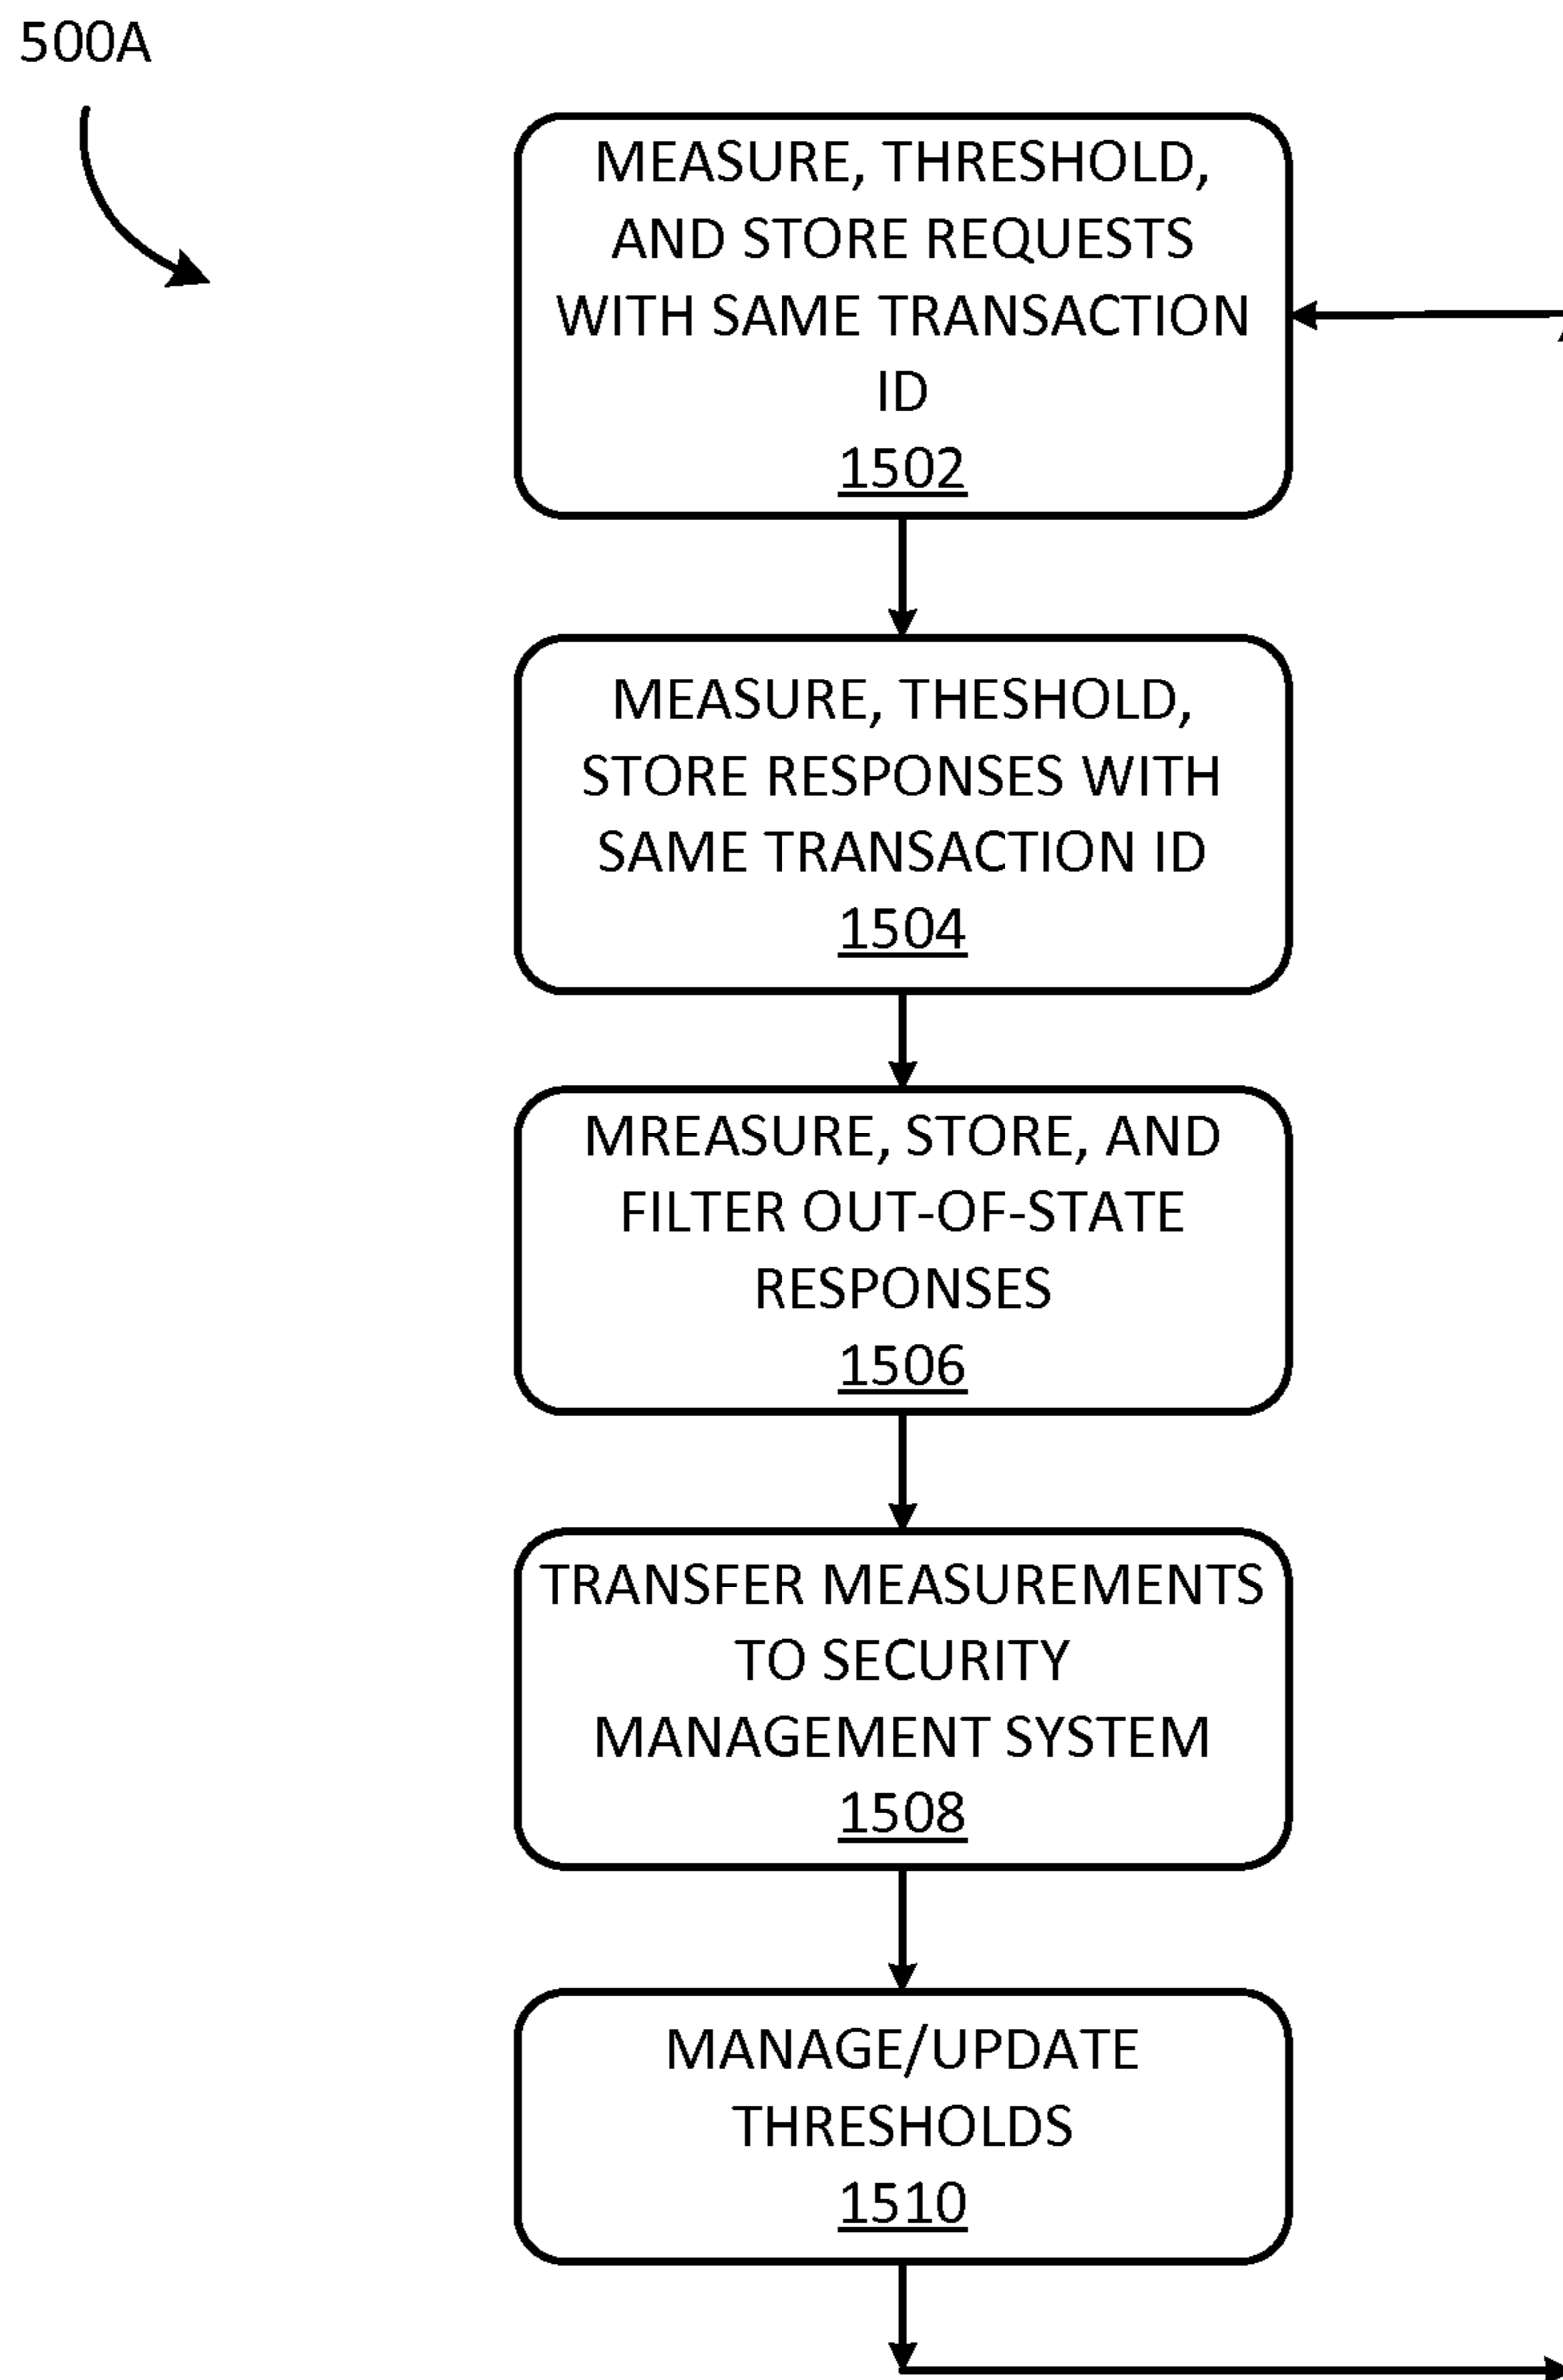 500A
MEASURE, THRESHOLD,
AND STORE REQUESTS
WITH SAME TRANSACTION
ID
1502
MEASURE, THESHOLD,
STORE RESPONSES WITH
SAME TRANSACTION ID
1504
MREASURE, STORE, AND
FILTER OUT-OF-STATE
RESPONSES
1506
TRANSFER MEASUREMENTS
TO SECURITY
MANAGEMENT SYSTEM
1508
MANAGE/UPDATE
THRESHOLDS
1510